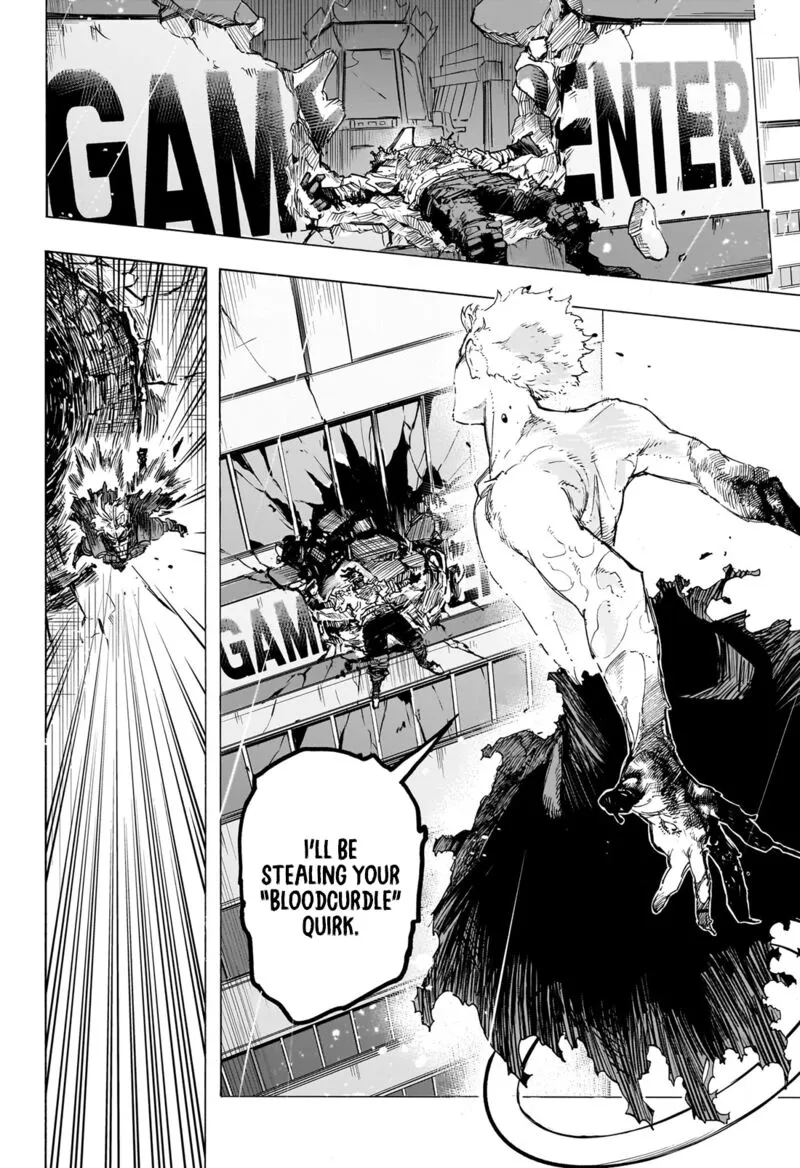 GAM ENTER
GAM
I'LL BE
STEALING YOUR
"BLOODCURDLE"
QUIRK.